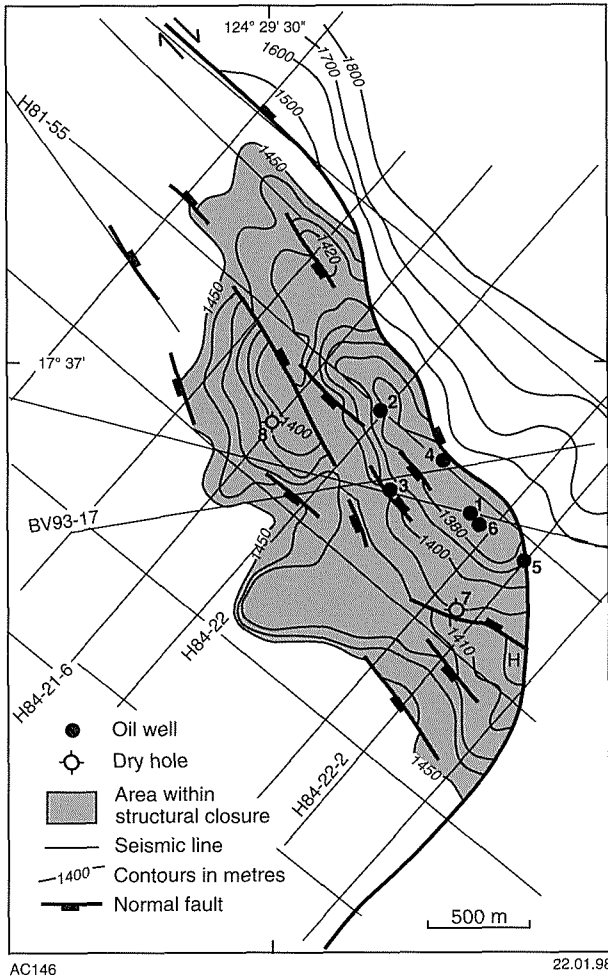 124° 29' 30"
1600
1700
1800
1500
H81-55
1450
1420
1450
17° 37'
2
1400
8
4
3
1
6
1380
BV93-17
1400
5
1450
7
H84-22
1410
H
H84-21-6
H84-22-2
1450
Oil well
Dry hole
Area within
structural closure
Seismic line
1400 Contours in metres
Normal fault
500 m
AC146
22.01.98